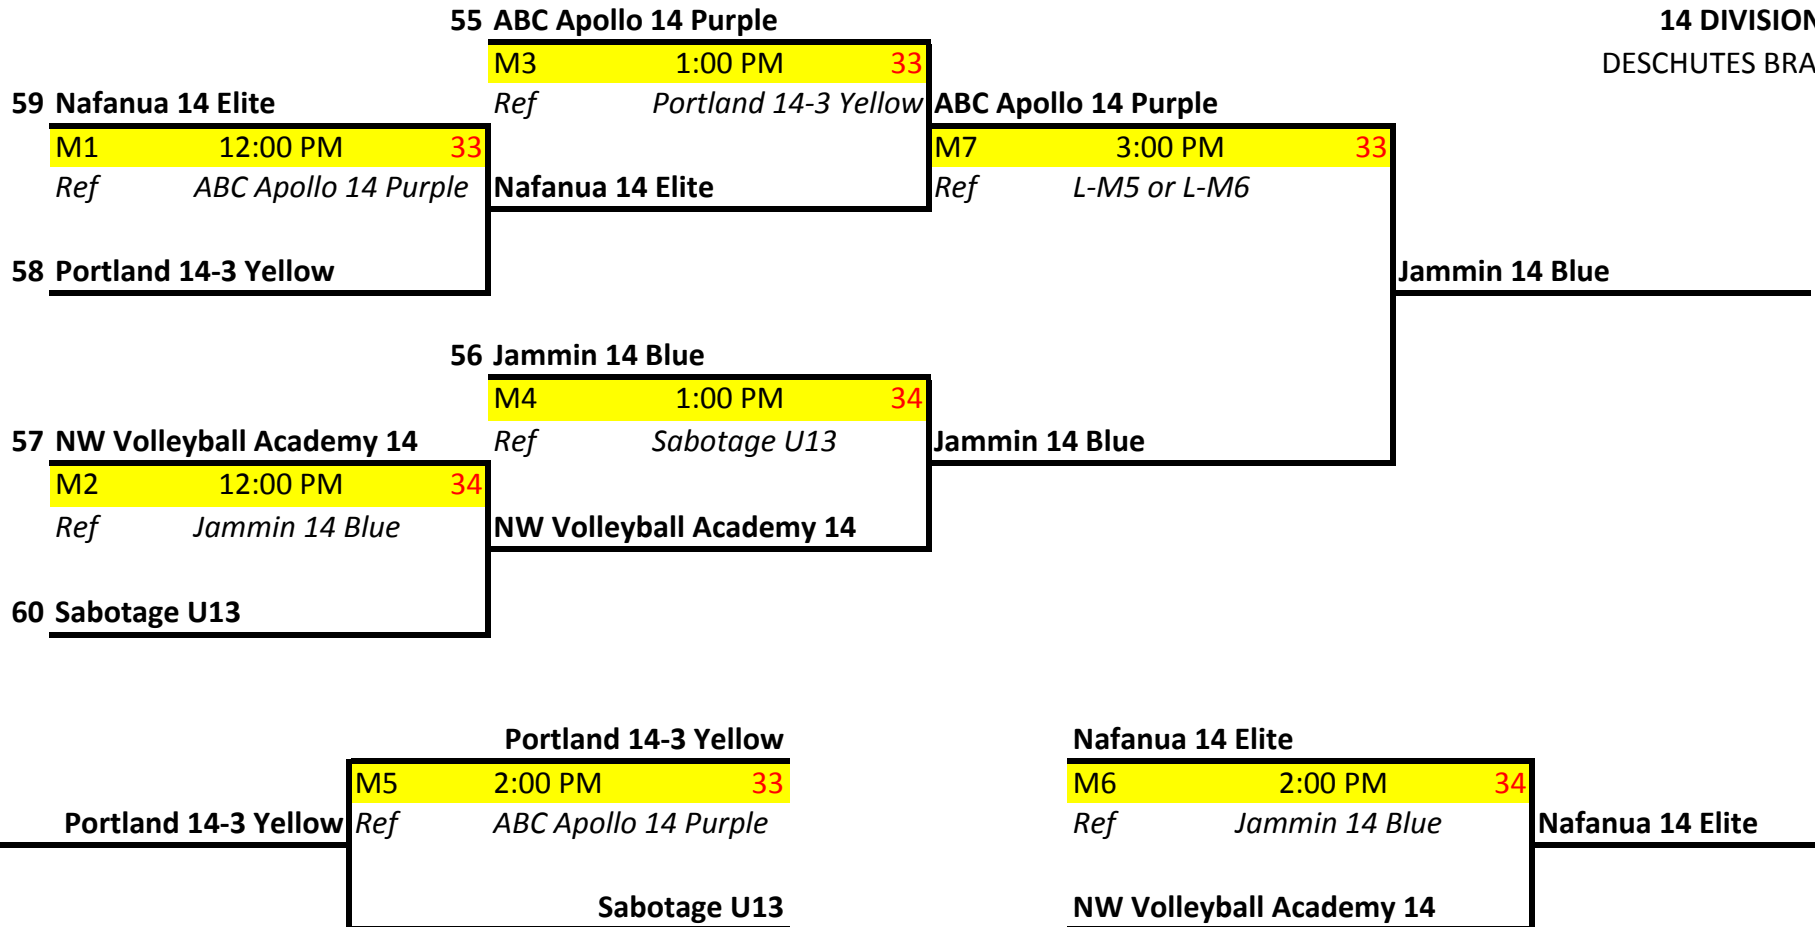 55 ABC Apollo 14 Purple 14 DIVISION
M3 1:00 PM 33 DESCHUTES BRA
59 Nafanua 14 Elite Ref Portland 14-3 Yellow ABC Apollo 14 Purple
M1 12:00 PM 33 M7 3:00 PM 33
Ref ABC Apollo 14 Purple Nafanua 14 Elite Ref L-M5 or L-M6
58 Portland 14-3 Yellow Jammin 14 Blue
56 Jammin 14 Blue
M4 1:00 PM 34
57 NW Volleyball Academy 14 Ref Sabotage U13 Jammin 14 Blue
M2 12:00 PM 34
Ref Jammin 14 Blue NW Volleyball Academy 14
60 Sabotage U13
Portland 14-3 Yellow Nafanua 14 Elite
M5 2:00 PM 33 M6 2:00 PM 34
Portland 14-3 Yellow Ref ABC Apollo 14 Purple Ref Jammin 14 Blue Nafanua 14 Elite
Sabotage U13 NW Volleyball Academy 14